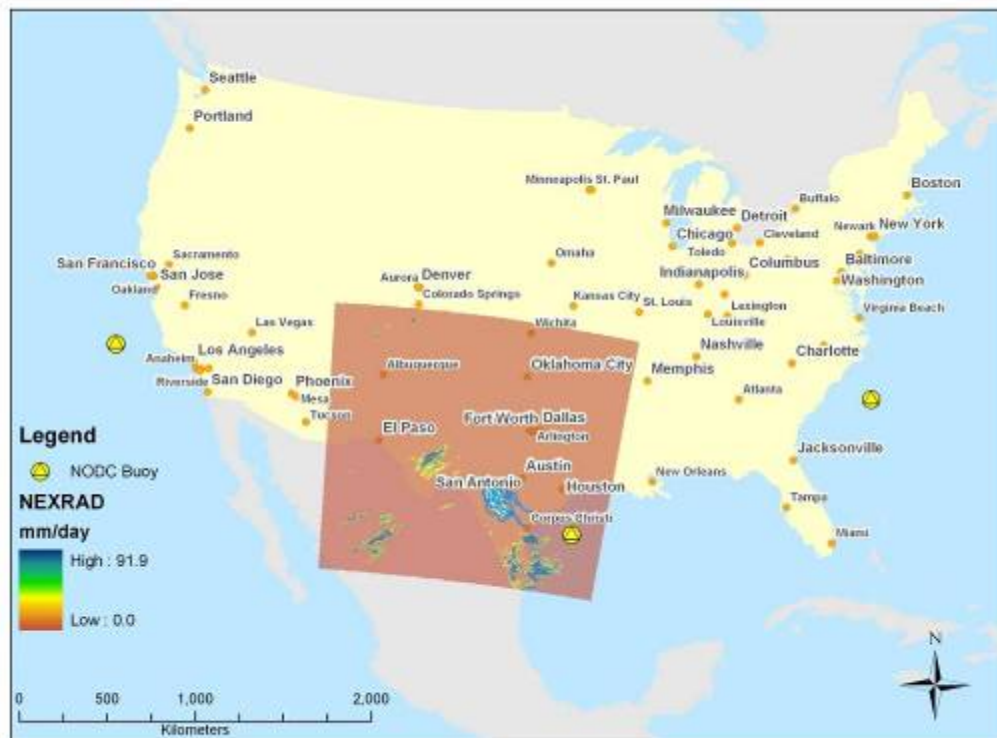 Seattle
Portland
Minneapolis St. Paul
Buffalo
Boston
Milwaukee
Detroit
Newark
New York
Chicago
Cleveland
Toledo
Sacramento
San Francisco
San Jose
Oakland
Fresno
Omaha
Aurora
Denver
Colorado Springs
Indianapolis
Columbus
Baltimore
Washington
Kansas City
St. Louis
Lexington
Louisville
Virginia Beach
Las Vegas
Wichita
Nashville
Charlotte
Anaheim
Los Angeles
Riverside
San Diego
Phoenix
Mesa
Tucson
Albuquerque
Oklahoma City
Memphis
Atlanta
El Paso
Fort Worth
Dallas
Arlington
Jacksonville
Austin
San Antonio
Houston
New Orleans
Tampa
Corpus Christi
Miami
Legend
NODC Buoy
NEXRAD
mm/day
High : 91.9
Low : 0.0
N
0 500 1,000 2,000
Kilometers